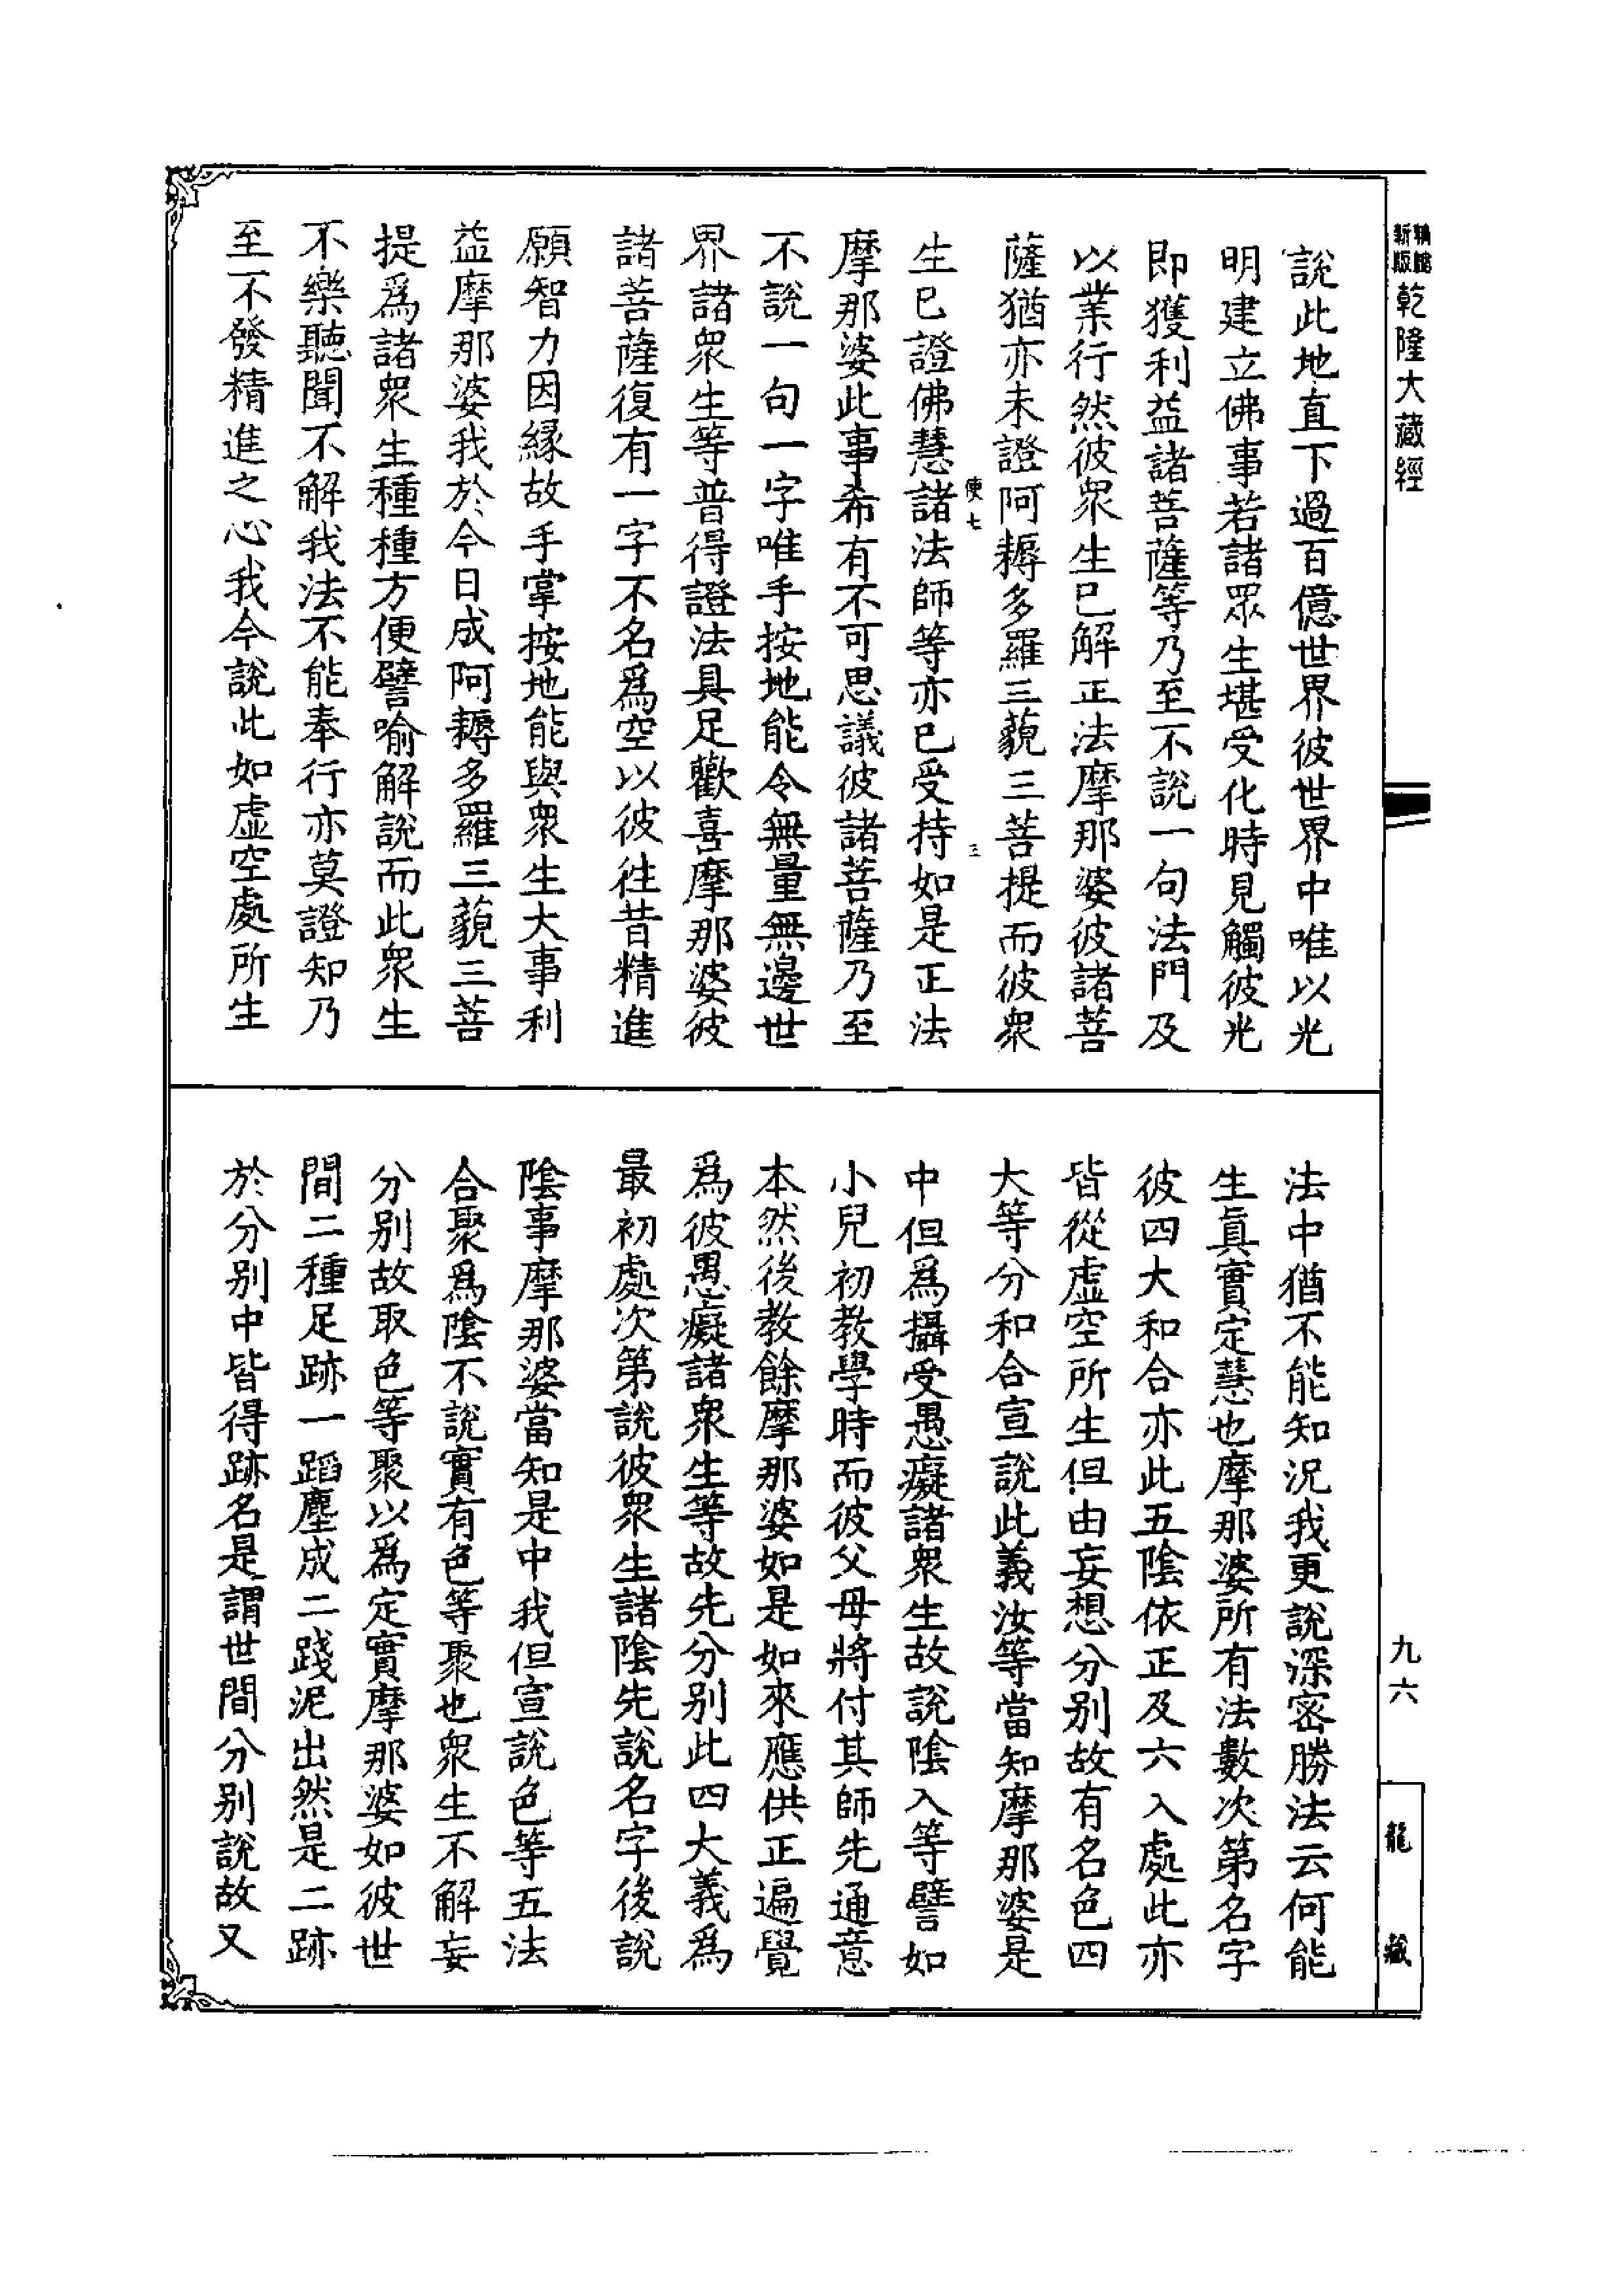 新版
精縮
乾隆大藏經
說此地直下過百億世界彼世界中唯以光
明建立佛事若諸眾生堪受化時見觸彼光
即獲利益諸菩薩等乃至不說一句法門及
以業行然彼眾生已解正法摩那婆彼諸菩
薩猶亦未證阿耨多羅三藐三菩提而彼衆
使七
三
生已證佛慧諸法師等亦已受持如是正法
摩那婆此事希有不可思議彼諸菩薩乃至
不說一句一字唯手按地能令無量無邊世
界諸衆生等普得證法具足歡喜摩那婆彼
諸菩薩復有一字不名爲空以彼徃昔精進
願智力因緣故手掌按地能與衆生大事利
益摩那婆我於今日成阿耨多羅三藐三菩
提爲諸衆生種種方便譬喻解說而此衆生
不樂聽聞不解我法不能奉行亦莫證知乃
至不發精進之心我今說此如虛空處所生
法中猶不能知況我更說深密勝法云何能
生眞實定慧也摩那婆所有法數次第名字
彼四大和合亦此五陰依正及六入處此亦
皆從虛空所生但由妄想分別故有名色四
大等分和合宣說此義汝等當知摩那婆是
中但爲攝受愚癡諸衆生故說陰入等譬如
小兒初教學時而彼父母將付其師先通意
本然後教餘摩那婆如是如來應供正遍覺
爲彼愚癡諸衆生等故先分別此四大義爲
最初處次第說彼衆生諸陰先說名字後說
陰事摩那婆當知是中我但宣說色等五法
合聚爲陰不說實有色等聚也衆生不解妄
分別故取色等聚以爲定實摩那婆如彼世
間二種足跡一蹈塵成二踐泥出然是二跡
於分別中皆得跡名是謂世間分別說故又
九六
龍藏